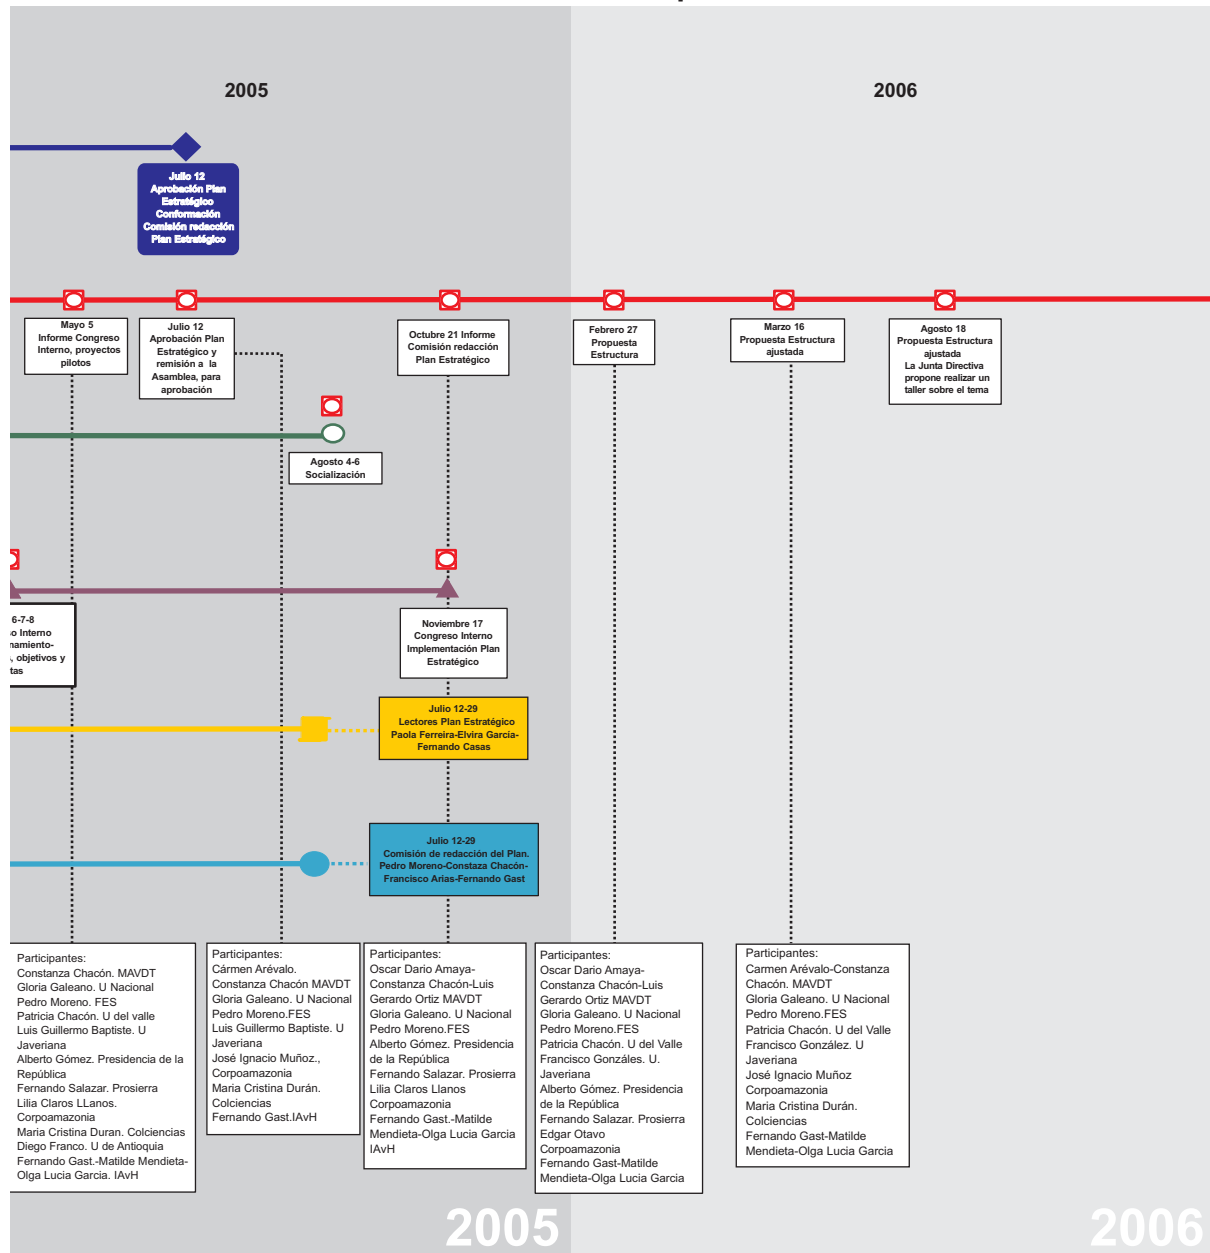 2005
2006
Julio 12
Aprobación Plan
Estratégico
Conformación
Comisión redacción
Plan Estratégico
Mayo 5
Informe Congreso
Interno, proyectos
pilotos
Julio 12
Aprobación Plan
Estratégico y
remisión a la
Asamblea, para
aprobación
Octubre 21 Informe
Comisión redacción
Plan Estratégico
Febrero 27
Propuesta
Estructura
Marzo 16
Propuesta Estructura
ajustada
Agosto 18
Propuesta Estructura
ajustada
La Junta Directiva
propone realizar un
taller sobre el tema
Agosto 4-6
Socialización
6-7-8
so Interno
namiento-
, objetivos y
tas
Noviembre 17
Congreso Interno
Implementación Plan
Estratégico
Julio 12-29
Lectores Plan Estratégico
Paola Ferreira-Elvira Garcia-
Fernando Casas
Julio 12-29
Comisión de redacción del Plan.
Pedro Moreno-Constaza Chacón-
Francisco Arias-Fernando Gast
Participantes:
Constanza Chacón. MAVDT
Gloria Galeano. U Nacional
Pedro Moreno. FES
Patricia Chacón. U del valle
Luis Guillermo Baptiste. U
Javeriana
Alberto Gómez. Presidencia de la
República
Fernando Salazar. Prosierra
Lilia Claros LLanos.
Corpoamazonia
Maria Cristina Duran. Colciencias
Diego Franco. U de Antioquia
Fernando Gast.-Matilde Mendieta-
Olga Lucia Garcia. IAvH
Participantes:
Cármen Arévalo.
Constanza Chacón MAVDT
Gloria Galeano. U Nacional
Pedro Moreno.FES
Luis Guillermo Baptiste. U
Javeriana
José Ignacio Muñoz.,
Corpoamazonia
Maria Cristina Durán.
Colciencias
Fernando Gast.IAvH
Participantes:
Oscar Dario Amaya-
Constanza Chacón-Luis
Gerardo Ortiz MAVDT
Gloria Galeano. U Nacional
Pedro Moreno.FES
Alberto Gómez. Presidencia
de la República
Fernando Salazar. Prosierra
Lilia Claros Llanos
Corpoamazonia
Fernando Gast.-Matilde
Mendieta-Olga Lucia Garcia
IAvH
Participantes:
Oscar Dario Amaya-
Constanza Chacón-Luis
Gerardo Ortiz MAVDT
Gloria Galeano. U Nacional
Pedro Moreno.FES
Patricia Chacón. U del Valle
Francisco Gonzáles. U.
Javeriana
Alberto Gómez. Presidencia
de la República
Fernando Salazar. Prosierra
Edgar Otavo
Corpoamazonia
Fernando Gast-Matilde
Mendieta-Olga Lucia Garcia
Participantes:
Carmen Arévalo-Constanza
Chacón. MAVDT
Gloria Galeano. U Nacional
Pedro Moreno.FES
Patricia Chacón. U del Valle
Francisco González. U
Javeriana
José Ignacio Muñoz
Corpoamazonia
Maria Cristina Durán.
Colciencias
Fernando Gast-Matilde
Mendieta-Olga Lucia Garcia
2005
2006